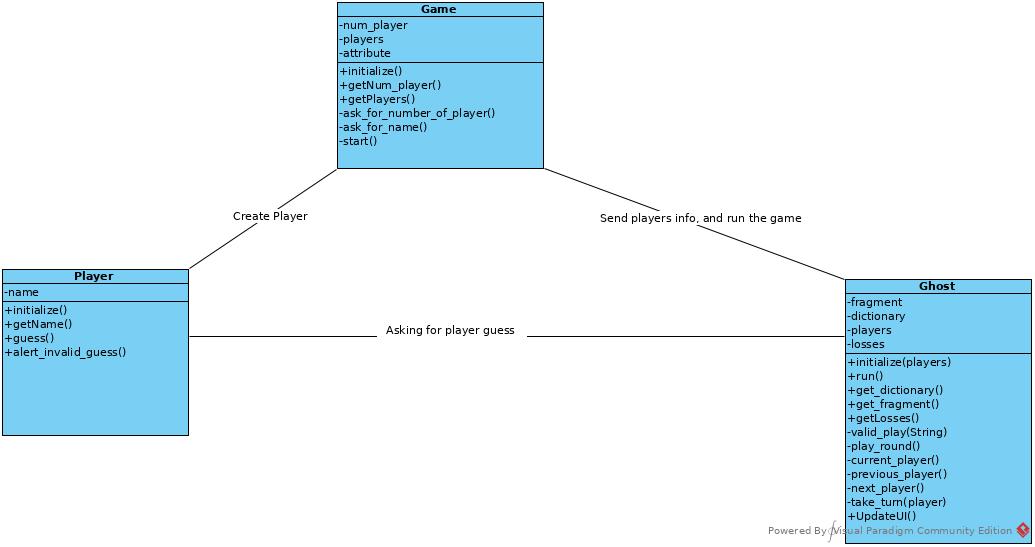 Game
-num_player
-players
-attribute
+initialize()
+getNum_player()
+getPlayers()
-ask_for_number_of_player()
-ask_for_name()
-start()
Create Player
Send players info, and run the game
Player
-name
+initialize()
+getName()
+guess()
+alert_invalid_guess()
Asking for player guess
Ghost
-fragment
-dictionary
-players
-losses
+initialize(players)
+run()
+get_dictionary()
+get_fragment()
+getLosses()
-valid_play(String)
-play_round()
-current_player()
-previous_player()
-next_player()
-take_turn(player)
+UpdateUI()
Powered By Visual Paradigm Community Edition